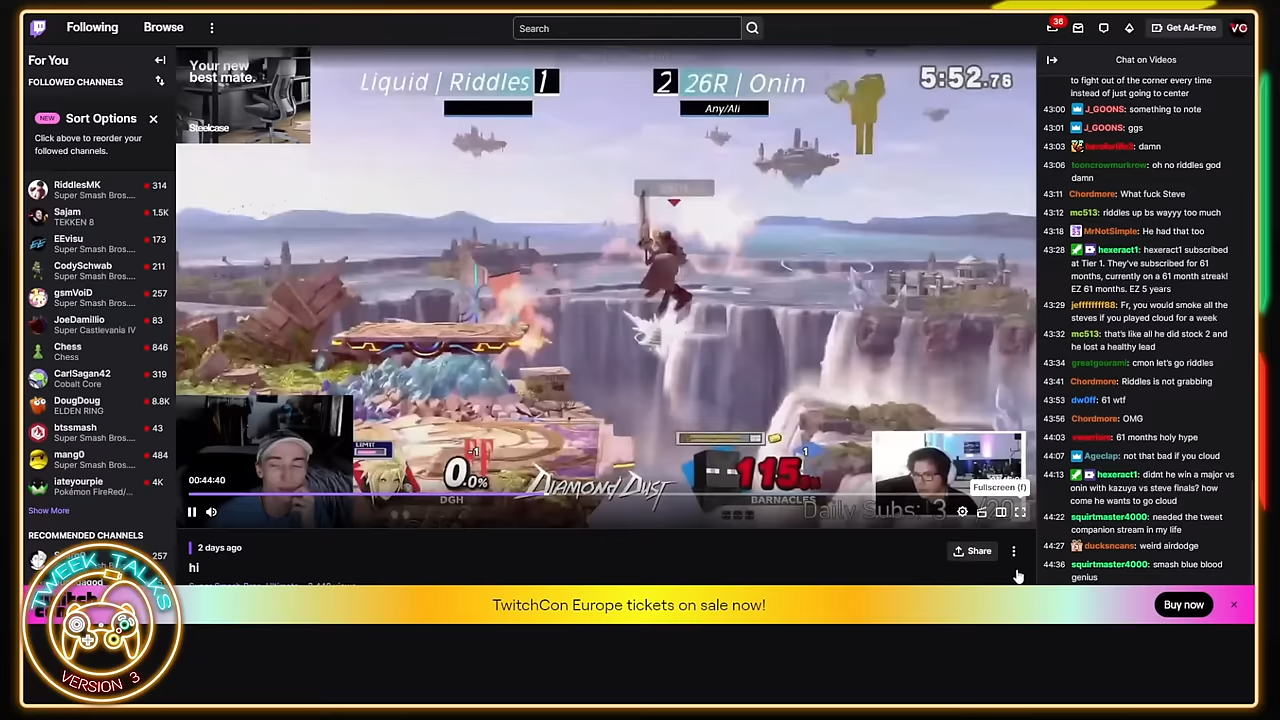 Following
Browse
Search
36
Get Ad-Free
VO
For You
FOLLOWED CHANNELS
NEW Sort Options
Click above to reorder your
followed channels.
RiddlesMK 314
Super Smash Bros....
Sajam 1.5K
TEKKEN 8
EEvisu 173
Super Smash Bros....
CodySchwab 211
Super Smash Bros....
gsmVoiD 257
Super Smash Bros....
JoeDamillio 83
Super Castlevania IV
Chess 846
Chess
CarlSagan42 319
Cobalt Core
DougDoug 8.8K
ELDEN RING
btssmash 43
Super Smash Bros....
mang0 484
Super Smash Bros....
iateyourpie 4K
Pokémon FireRed/...
Show More
RECOMMENDED CHANNELS
257
Your new
best mate.
Steelcase
Liquid | Riddles 1
2 26R | Onin
Any/Ali
5:52.76
LIMIT
-1
0.0%
DGH
DIAMOND DUST
115
1
BARNACLES
Daily Subs: 3
00:44:40
Fullscreen (f)
2 days ago
hi
Share
Chat on Videos
to fight out of the corner every time
instead of just going to center
43:00 J_GOONS: something to note
43:01 J_GOONS: ggs
43:03 damn
43:06 tooncrowmurkrow: oh no riddles god
damn
43:11 Chordmore: What fuck Steve
43:12 mc513: riddles up bs wayyy too much
43:18 MrNotSimple: He had that too
43:28 hexeract1: hexeract1 subscribed
at Tier 1. They've subscribed for 61
months, currently on a 61 month streak!
EZ 61 months. EZ 5 years
43:29 jeffffffff88: Fr, you would smoke all the
steves if you played cloud for a week
43:32 mc513: that's like all he did stock 2 and
he lost a healthy lead
43:34 greatgourami: cmon let's go riddles
43:41 Chordmore: Riddles is not grabbing
43:53 dw0ff: 61 wtf
43:56 Chordmore: OMG
44:03 61 months holy hype
44:07 Ageclap: not that bad if you cloud
44:13 hexeract1: didnt he win a major vs
onin with kazuya vs steve finals? how
come he wants to go cloud
44:22 squirtmaster4000: needed the tweet
companion stream in my life
44:27 ducksncans: weird airdodge
44:36 squirtmaster4000: smash blue blood
genius
TwitchCon Europe tickets on sale now!
Buy now
TWEEK TALKS
VERSION 3